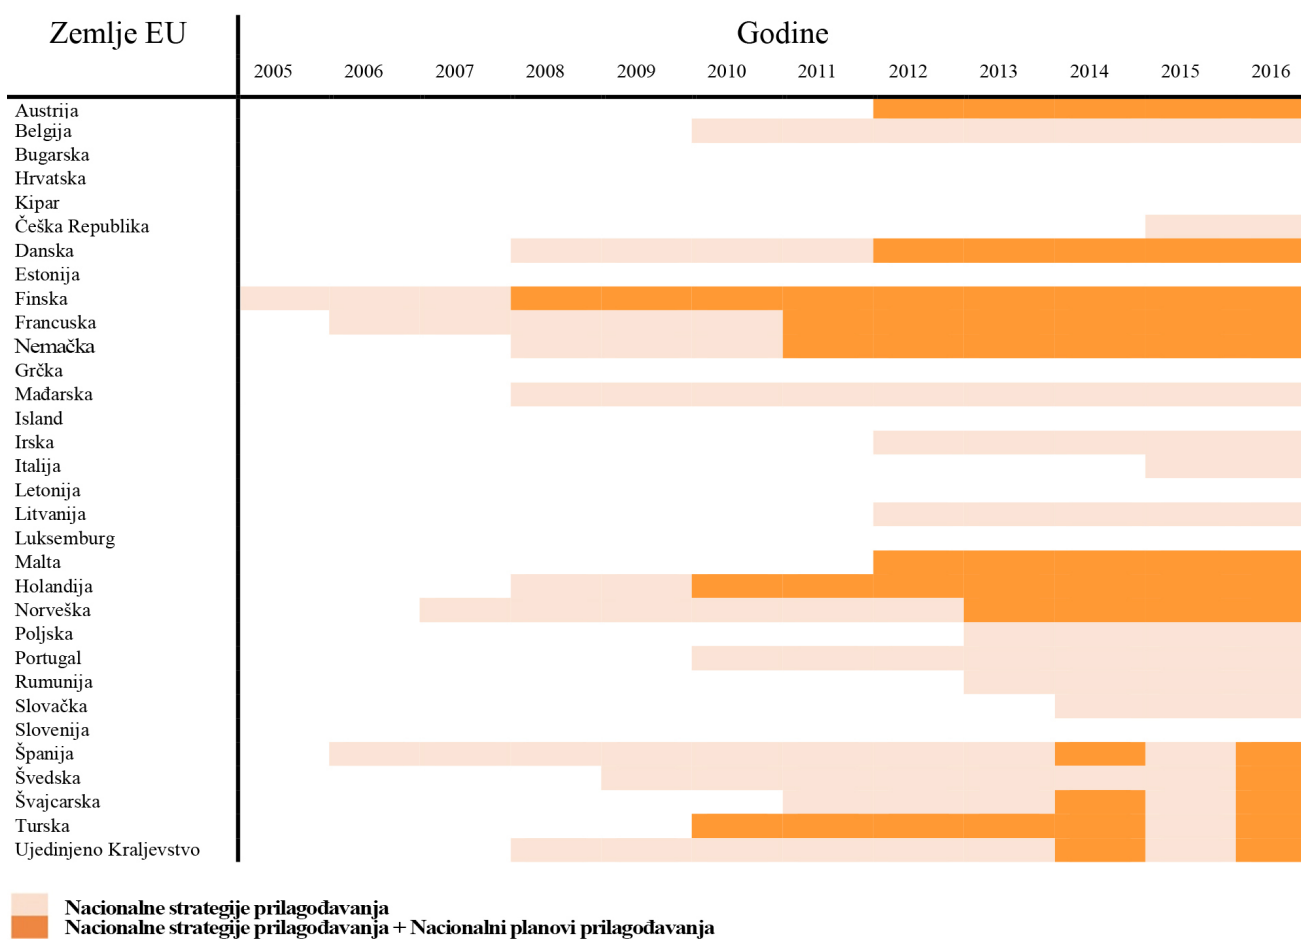 Zemlje EU
Godine
2005 2006 2007 2008 2009 2010 2011 2012 2013 2014 2015 2016
Austrija
Belgija
Bugarska
Hrvatska
Kipar
Češka Republika
Danska
Estonija
Finska
Francuska
Nemačka
Grčka
Mađarska
Island
Irska
Italija
Letonija
Litvanija
Luksemburg
Malta
Holandija
Norveška
Poljska
Portugal
Rumunija
Slovačka
Slovenija
Španija
Švedska
Švajcarska
Turska
Ujedinjeno Kraljevstvo
Nacionalne strategije prilagođavanja
Nacionalne strategije prilagođavanja + Nacionalni planovi prilagođavanja